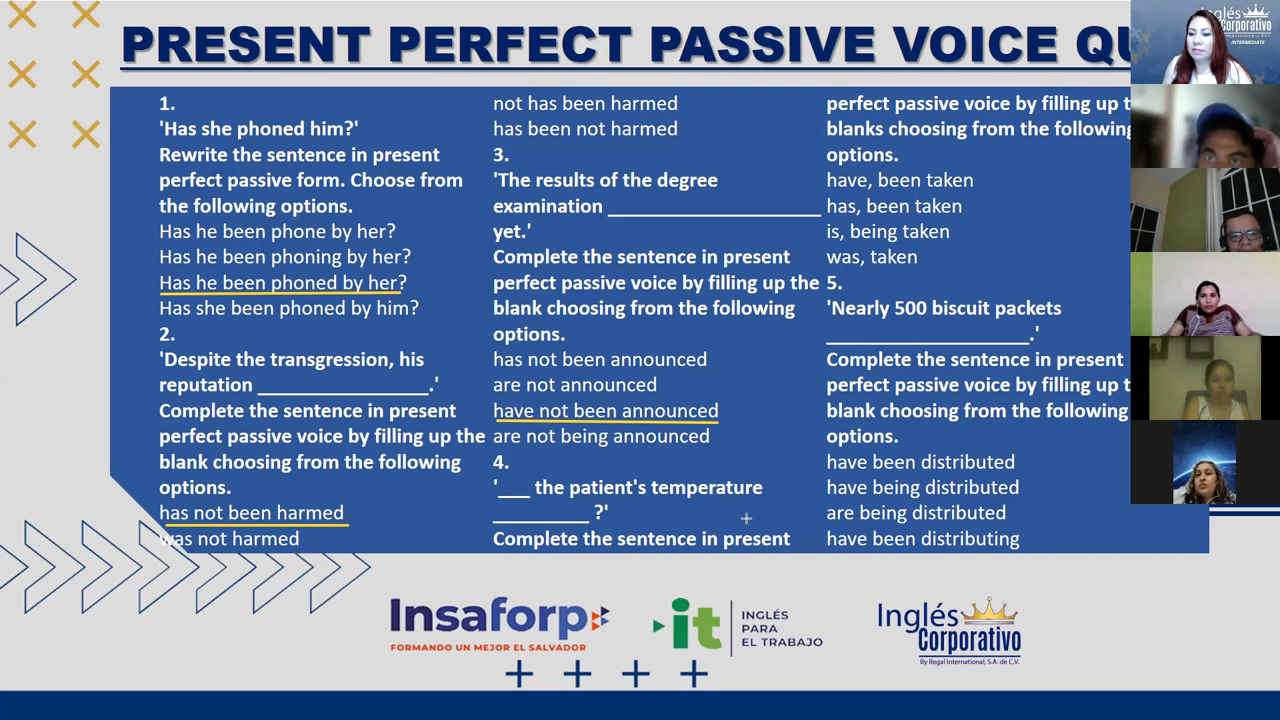 PRESENT PERFECT PASSIVE VOICE QU
1.
'Has she phoned him?'
Rewrite the sentence in present
perfect passive form. Choose from
the following options.
Has he been phone by her?
Has he been phoning by her?
Has he been phoned by her?
Has she been phoned by him?
2.
'Despite the transgression, his
reputation _________________.'
Complete the sentence in present
perfect passive voice by filling up the
blank choosing from the following
options.
has not been harmed
was not harmed
not has been harmed
has been not harmed
3.
'The results of the degree
examination _____________________
yet.'
Complete the sentence in present
perfect passive voice by filling up the
blank choosing from the following
options.
has not been announced
are not announced
have not been announced
are not being announced
4.
'___ the patient's temperature
_________ ?'
Complete the sentence in present
perfect passive voice by filling up t
blanks choosing from the following
options.
have, been taken
has, been taken
is, being taken
was, taken
5.
'Nearly 500 biscuit packets
____________________.'
Complete the sentence in present
perfect passive voice by filling up t
blank choosing from the following
options.
have been distributed
have being distributed
are being distributed
have been distributing
Inglés
Corporativo
INTERMEDIATE
Insaforp
FORMANDO UN MEJOR EL SALVADOR
it
INGLÉS
PARA
EL TRABAJO
Inglés
Corporativo
By Regal International, S.A. de C.V.